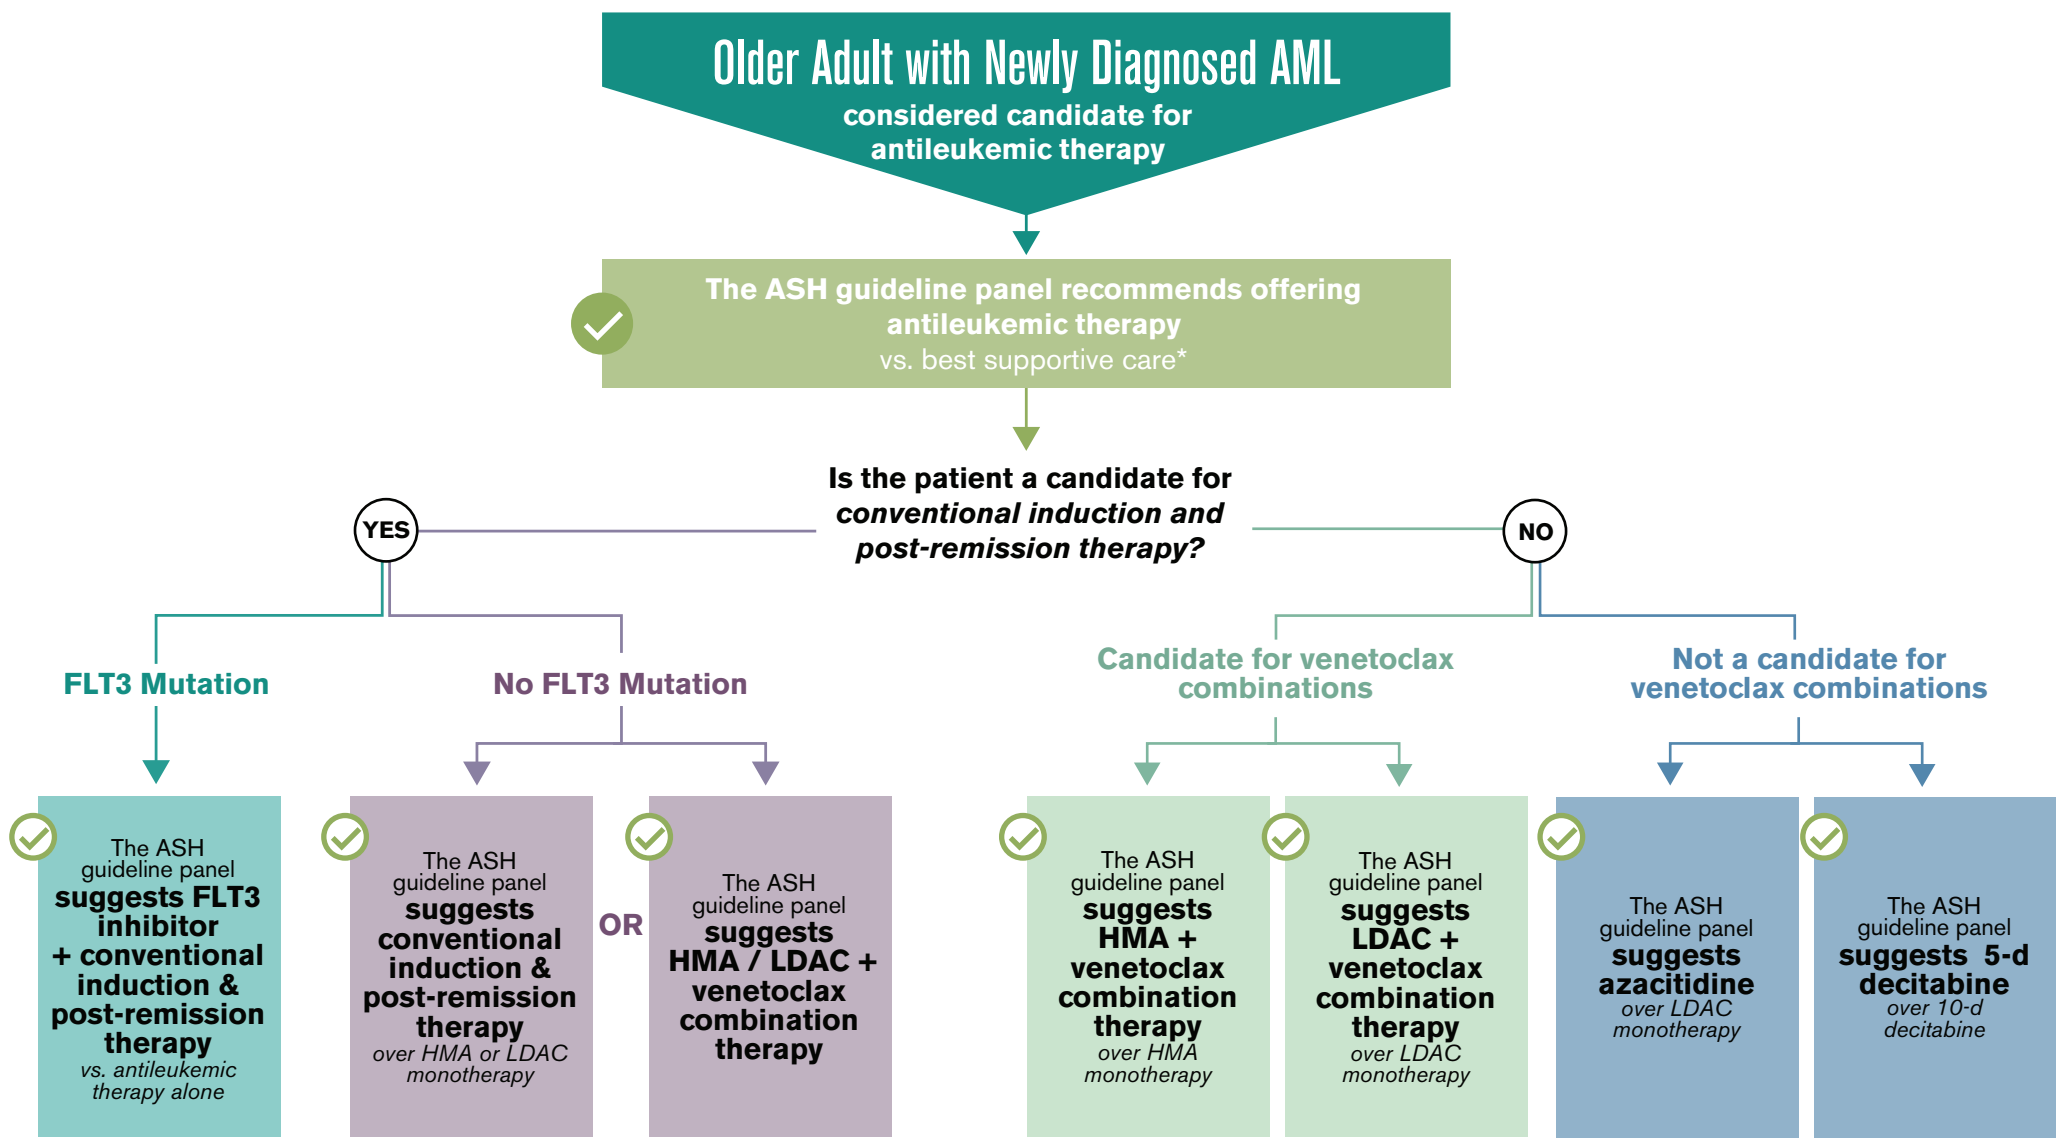 Older Adult with Newly Diagnosed AML
considered candidate for
antileukemic therapy
The ASH guideline panel recommends offering
antileukemic therapy
vs. best supportive care*
Is the patient a candidate for
conventional induction and
post-remission therapy?
YES
NO
FLT3 Mutation
No FLT3 Mutation
Candidate for venetoclax
combinations
Not a candidate for
venetoclax combinations
The ASH
guideline panel
suggests FLT3
inhibitor
+ conventional
induction &
post-remission
therapy
vs. antileukemic
therapy alone
The ASH
guideline panel
suggests
conventional
induction &
post-remission
therapy
over HMA or LDAC
monotherapy
OR
The ASH
guideline panel
suggests
HMA / LDAC +
venetoclax
combination
therapy
The ASH
guideline panel
suggests
HMA +
venetoclax
combination
therapy
over HMA
monotherapy
The ASH
guideline panel
suggests
LDAC +
venetoclax
combination
therapy
over LDAC
monotherapy
The ASH
guideline panel
suggests
azacitidine
over LDAC
monotherapy
The ASH
guideline panel
suggests 5-d
decitabine
over 10-d
decitabine